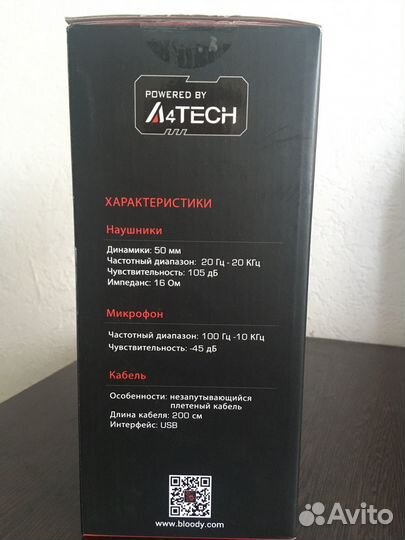 POWERED BY
A4TECH
ХАРАКТЕРИСТИКИ
Наушники
Динамики: 50 мм
Частотный диапазон: 20 Гц - 20 КГц
Чувствительность: 105 дБ
Импеданс: 16 Ом
Микрофон
Частотный диапазон: 100 Гц -10 КГц
Чувствительность: -45 дБ
Кабель
Особенности: незапутывающийся
плетеный кабель
Длина кабеля: 200 см
Интерфейс: USB
www.bloody.com
Avito